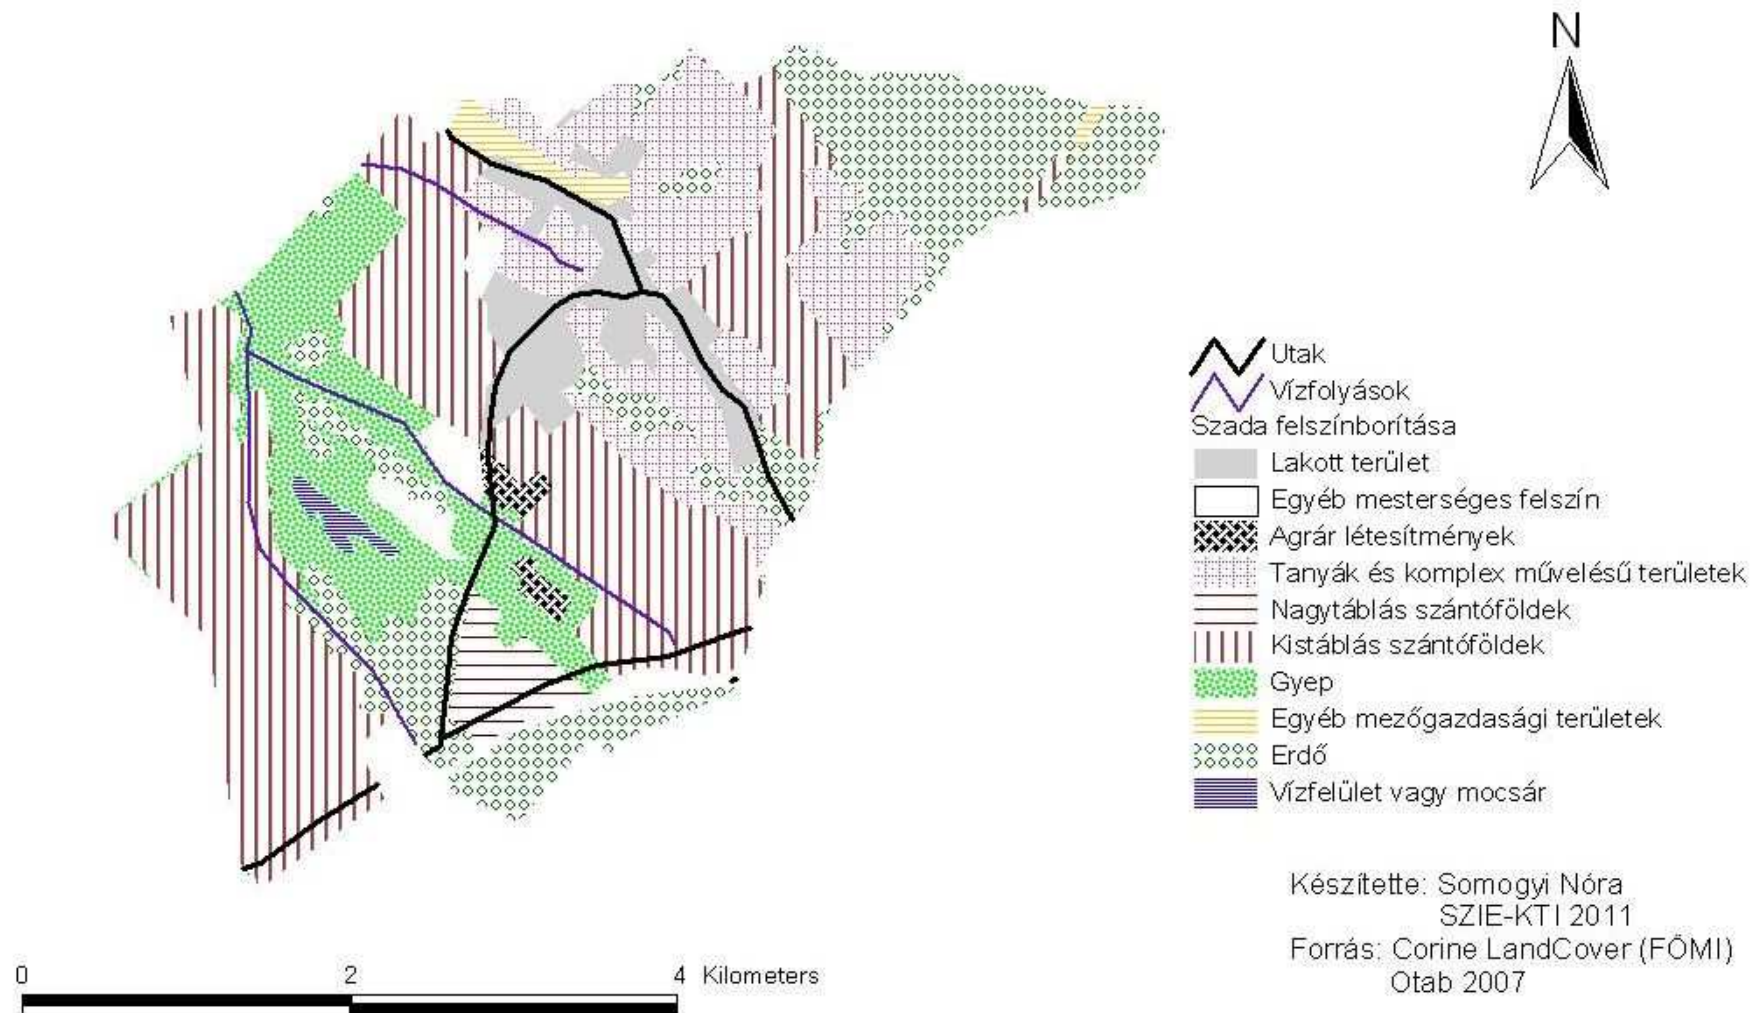 N
Utak
Vízfolyások
Szada felszínborítása
Lakott terület
Egyéb mesterséges felszín
Agrár létesítmények
Tanyák és komplex művelésű területek
Nagytáblás szántóföldek
Kistáblás szántóföldek
Gyep
Egyéb mezőgazdasági területek
Erdő
Vízfelület vagy mocsár
Készítette: Somogyi Nóra
SZIE-KTI 2011
Forrás: Corine LandCover (FÖMI)
Otab 2007
0 2 4 Kilometers